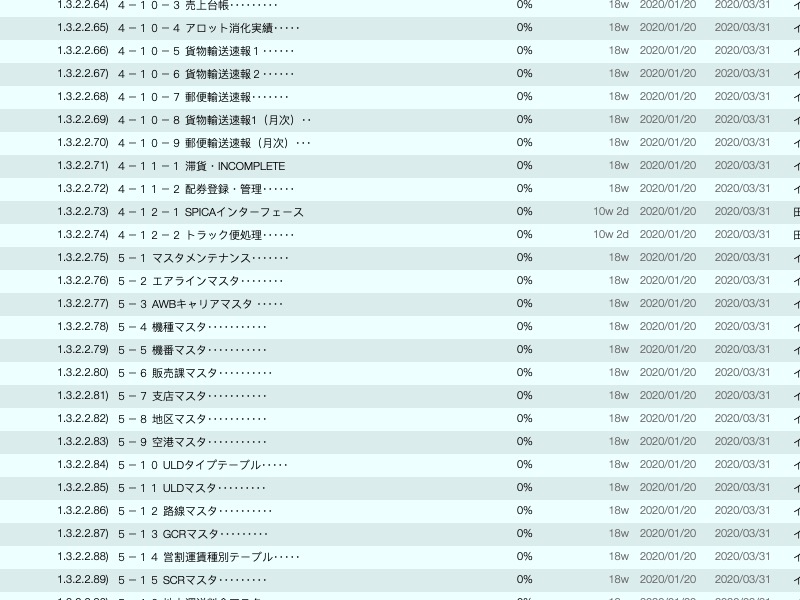 1.3.2.2.64) ４－１０－３ 売上台帳········· 0% 18w 2020/01/20 2020/03/31 イ
1.3.2.2.65) ４－１０－４ アロット消化実績····· 0% 18w 2020/01/20 2020/03/31 イ
1.3.2.2.66) ４－１０－５ 貨物輸送速報１······ 0% 18w 2020/01/20 2020/03/31 イ
1.3.2.2.67) ４－１０－６ 貨物輸送速報２······ 0% 18w 2020/01/20 2020/03/31 イ
1.3.2.2.68) ４－１０－７ 郵便輸送速報······· 0% 18w 2020/01/20 2020/03/31 イ
1.3.2.2.69) ４－１０－８ 貨物輸送速報1（月次）·· 0% 18w 2020/01/20 2020/03/31 イ
1.3.2.2.70) ４－１０－９ 郵便輸送速報（月次）··· 0% 18w 2020/01/20 2020/03/31 イ
1.3.2.2.71) ４－１１－１ 滞貨・INCOMPLETE 0% 18w 2020/01/20 2020/03/31 イ
1.3.2.2.72) ４－１１－２ 配券登録・管理······ 0% 18w 2020/01/20 2020/03/31 イ
1.3.2.2.73) ４－１２－１ SPICAインターフェース 0% 10w 2d 2020/01/20 2020/03/31 田
1.3.2.2.74) ４－１２－２ トラック便処理······ 0% 10w 2d 2020/01/20 2020/03/31 田
1.3.2.2.75) ５－１ マスタメンテナンス······· 0% 18w 2020/01/20 2020/03/31 イ
1.3.2.2.76) ５－２ エアラインマスタ········ 0% 18w 2020/01/20 2020/03/31 イ
1.3.2.2.77) ５－３ AWBキャリアマスタ ····· 0% 18w 2020/01/20 2020/03/31 イ
1.3.2.2.78) ５－４ 機種マスタ··········· 0% 18w 2020/01/20 2020/03/31 イ
1.3.2.2.79) ５－５ 機番マスタ··········· 0% 18w 2020/01/20 2020/03/31 イ
1.3.2.2.80) ５－６ 販売課マスタ·········· 0% 18w 2020/01/20 2020/03/31 イ
1.3.2.2.81) ５－７ 支店マスタ··········· 0% 18w 2020/01/20 2020/03/31 イ
1.3.2.2.82) ５－８ 地区マスタ··········· 0% 18w 2020/01/20 2020/03/31 イ
1.3.2.2.83) ５－９ 空港マスタ··········· 0% 18w 2020/01/20 2020/03/31 イ
1.3.2.2.84) ５－１０ ULDタイプテーブル····· 0% 18w 2020/01/20 2020/03/31 イ
1.3.2.2.85) ５－１１ ULDマスタ········· 0% 18w 2020/01/20 2020/03/31 イ
1.3.2.2.86) ５－１２ 路線マスタ·········· 0% 18w 2020/01/20 2020/03/31 イ
1.3.2.2.87) ５－１３ GCRマスタ········· 0% 18w 2020/01/20 2020/03/31 イ
1.3.2.2.88) ５－１４ 営割運賃種別テーブル····· 0% 18w 2020/01/20 2020/03/31 イ
1.3.2.2.89) ５－１５ SCRマスタ········· 0% 18w 2020/01/20 2020/03/31 イ